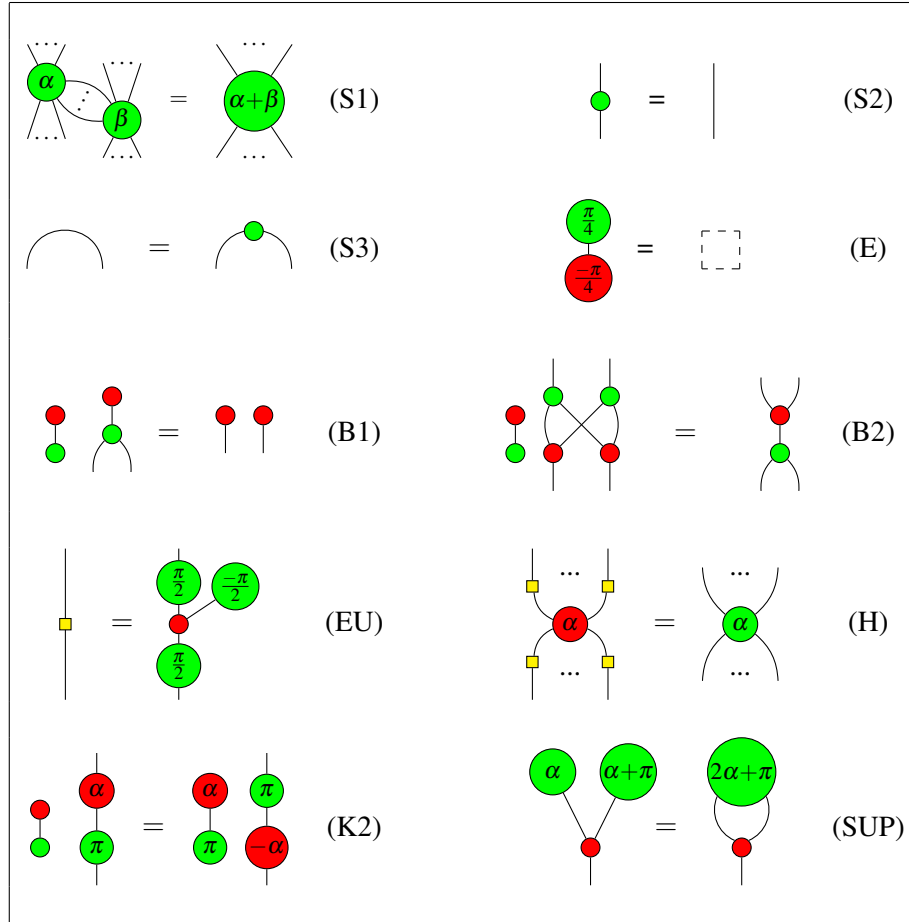 ... ...
α
β
...
...
...
=
...
α+β
...
(S1)
=
(S2)
=
(S3)
π/4
-π/4
=
(E)
=
(B1)
=
(B2)
=
π/2
-π/2
π/2
(EU)
...
α
...
=
...
α
...
(H)
α
π
=
α
π
π
-α
(K2)
α
α+π
=
2α+π
(SUP)